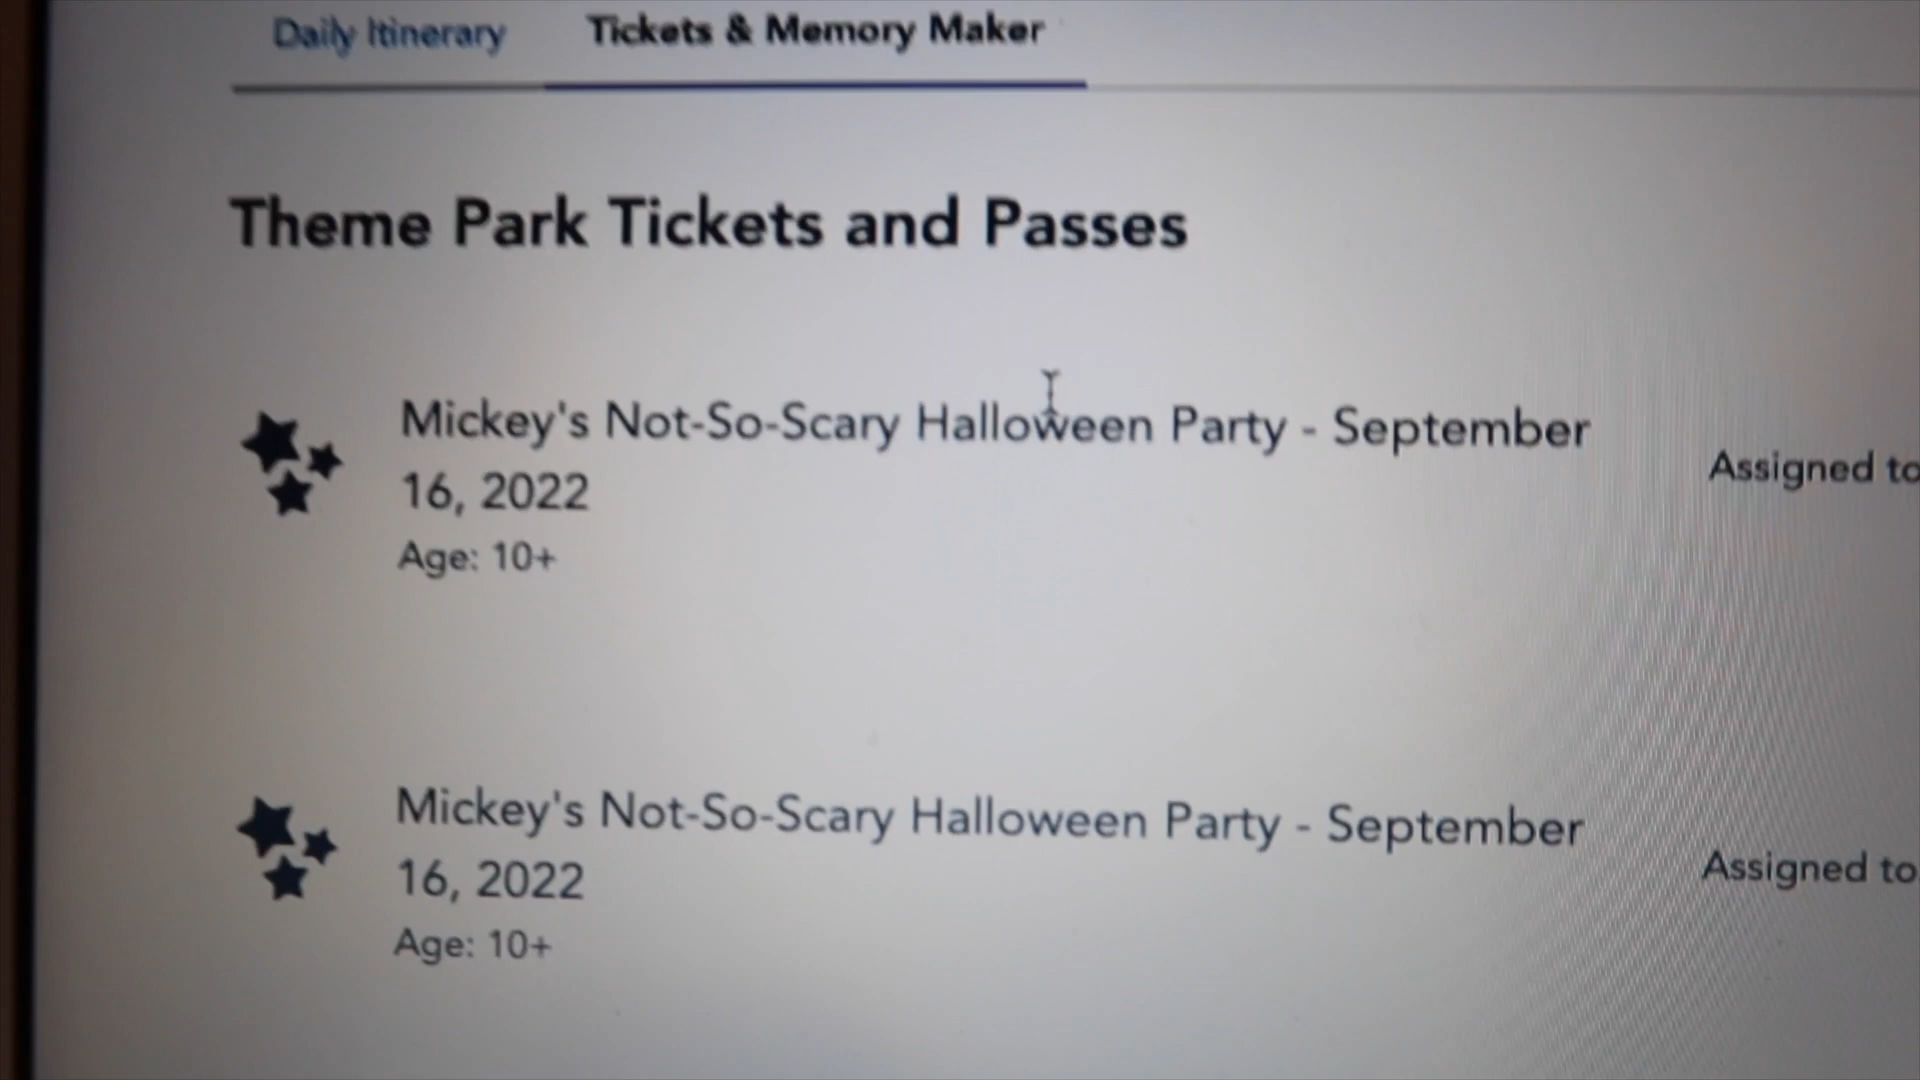 Daily Itinerary
Tickets & Memory Maker
Theme Park Tickets and Passes
Mickey's Not-So-Scary Halloween Party - September
16, 2022
Age: 10+
Assigned to
Mickey's Not-So-Scary Halloween Party - September
16, 2022
Age: 10+
Assigned to